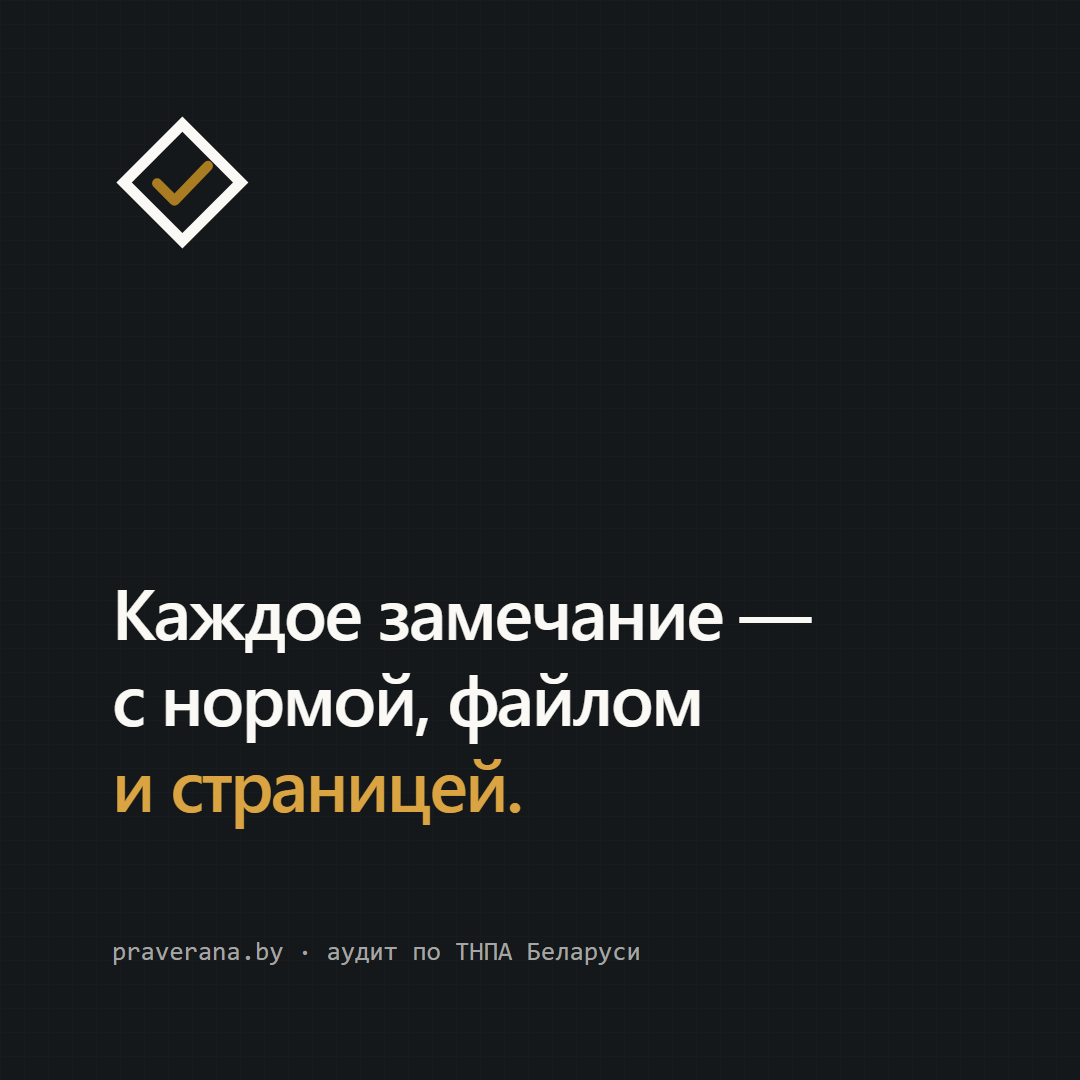 Каждое замечание —
с нормой, файлом
и страницей.
praverana.by · аудит по ТНПА Беларуси